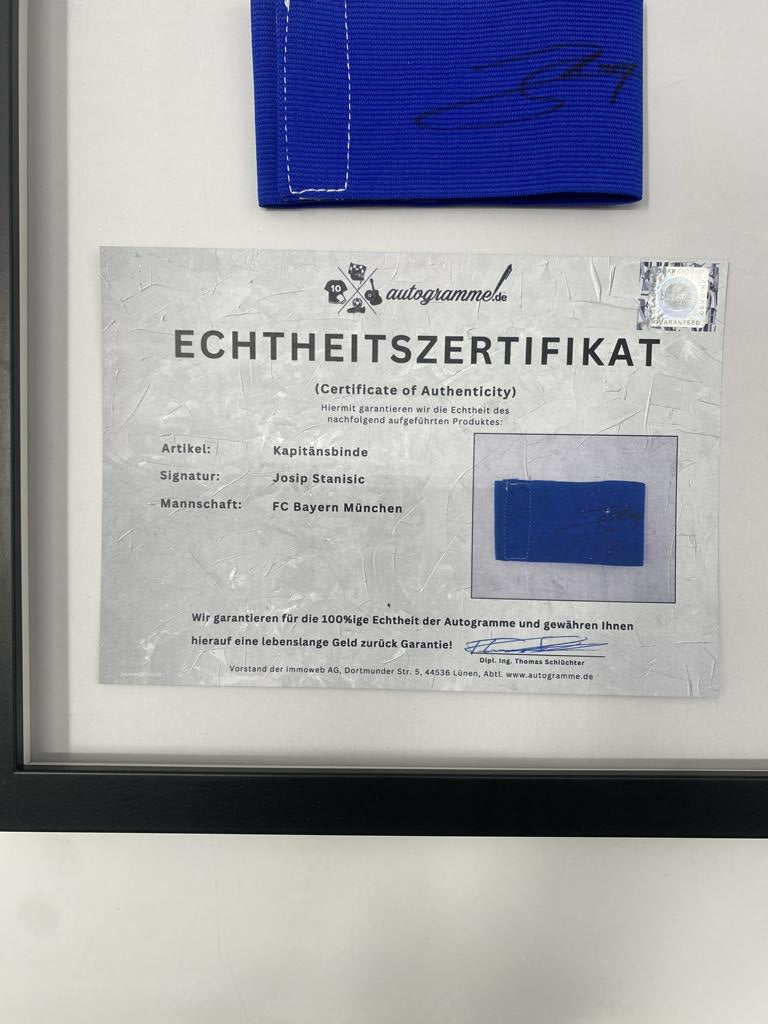 10
autogramme!.de
GUARANTEED
ECHTHEITSZERTIFIKAT
(Certificate of Authenticity)
Hiermit garantieren wir die Echtheit des
nachfolgend aufgeführten Produktes:
Artikel: Kapitänsbinde
Signatur: Josip Stanisic
Mannschaft: FC Bayern München
Wir garantieren für die 100%ige Echtheit der Autogramme und gewähren Ihnen
hierauf eine lebenslange Geld zurück Garantie!
Dipl. Ing. Thomas Schlüchter
Vorstand der immoweb AG, Dortmunder Str. 5, 44536 Lünen, Abtl. www.autogramme.de